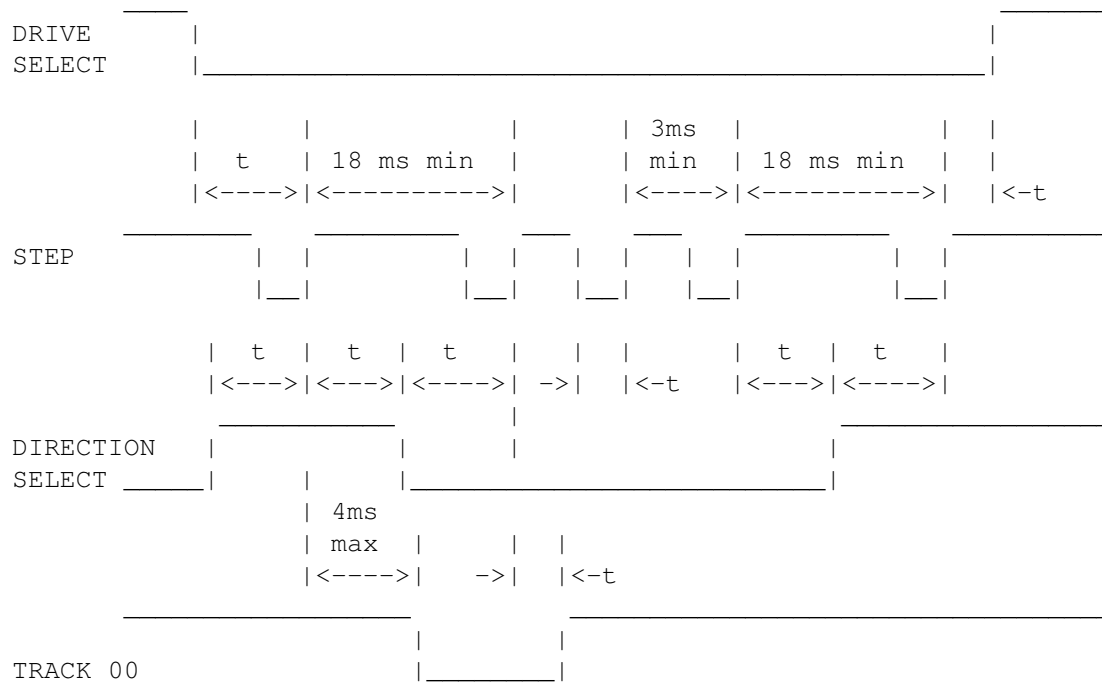 DRIVE
SELECT
3ms
t 18 ms min min 18 ms min
<---->|<---------->| |<---->|<---------->| |<-t
STEP
t t t t t
|<--->|<--->|<---->| ->| |<-t |<--->|<---->|
DIRECTION
SELECT
4ms
max
|<---->| ->| |<-t
TRACK 00